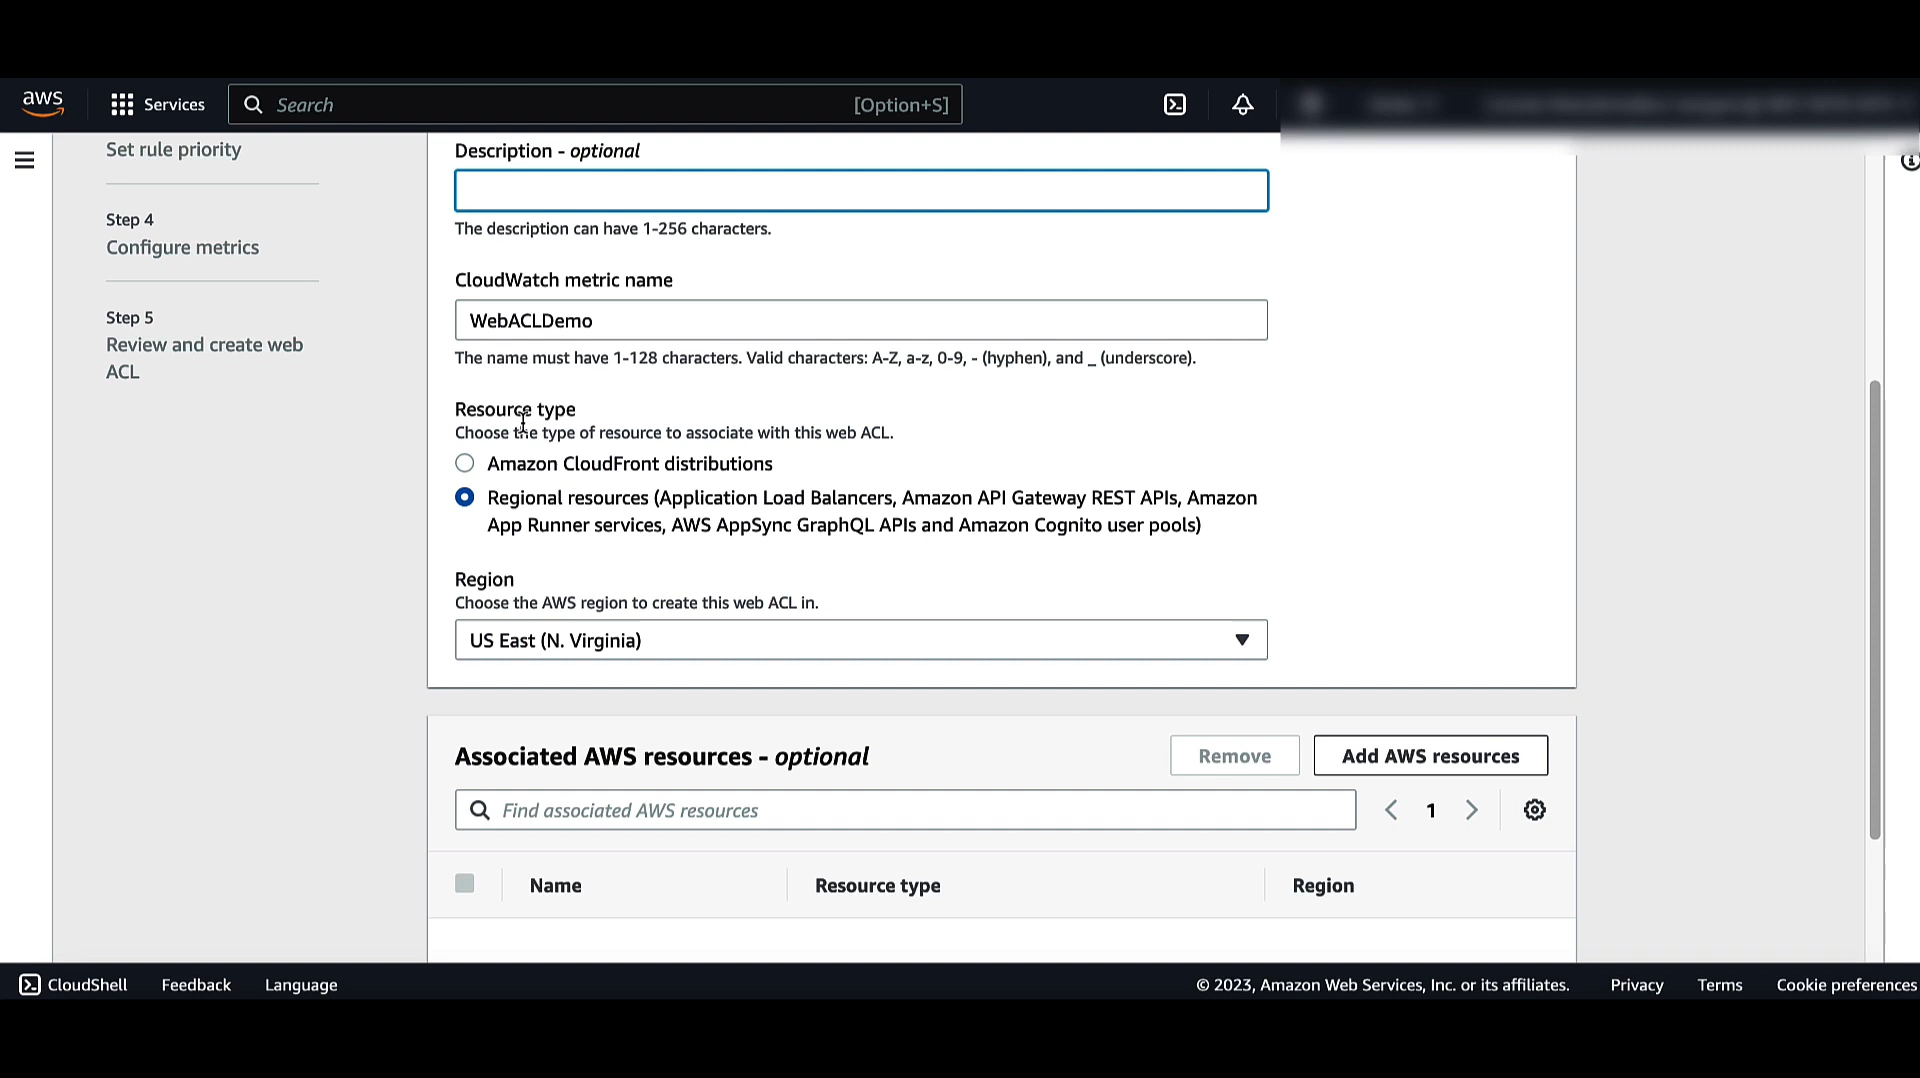 aws
Services
Search
[Option+S]
Set rule priority
Step 4
Configure metrics
Step 5
Review and create web
ACL
Description - optional
The description can have 1-256 characters.
CloudWatch metric name
WebACLDemo
The name must have 1-128 characters. Valid characters: A-Z, a-z, 0-9, - (hyphen), and _ (underscore).
Resource type
Choose the type of resource to associate with this web ACL.
Amazon CloudFront distributions
Regional resources (Application Load Balancers, Amazon API Gateway REST APIs, Amazon
App Runner services, AWS AppSync GraphQL APIs and Amazon Cognito user pools)
Region
Choose the AWS region to create this web ACL in.
US East (N. Virginia)
Associated AWS resources - optional
Remove
Add AWS resources
Find associated AWS resources
1
Name
Resource type
Region
CloudShell
Feedback
Language
© 2023, Amazon Web Services, Inc. or its affiliates.
Privacy
Terms
Cookie preferences